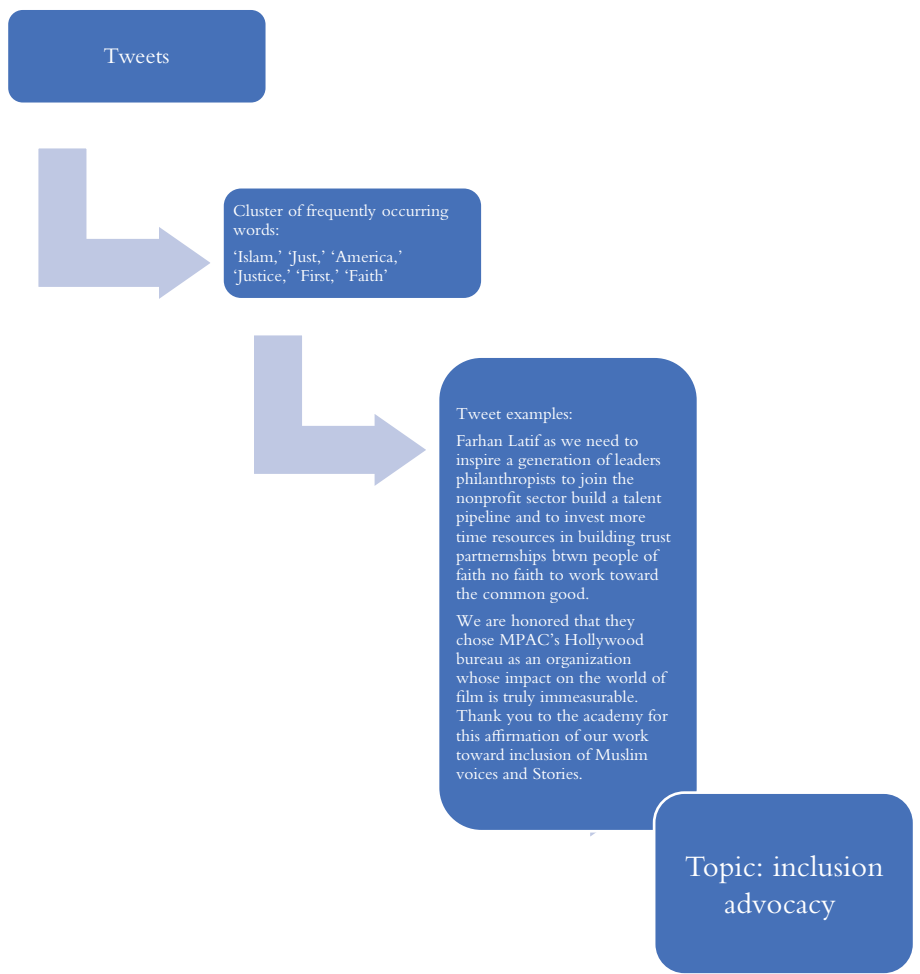 Tweets
Cluster of frequently occurring
words:
‘Islam,’ ‘Just,’ ‘America,’
‘Justice,’ ‘First,’ ‘Faith’
Tweet examples:
Farhan Latif as we need to
inspire a generation of leaders
philanthropists to join the
nonprofit sector build a talent
pipeline and to invest more
time resources in building trust
partnernships btwn people of
faith no faith to work toward
the common good.
We are honored that they
chose MPAC’s Hollywood
bureau as an organization
whose impact on the world of
film is truly immeasurable.
Thank you to the academy for
this affirmation of our work
toward inclusion of Muslim
voices and Stories.
Topic: inclusion
advocacy